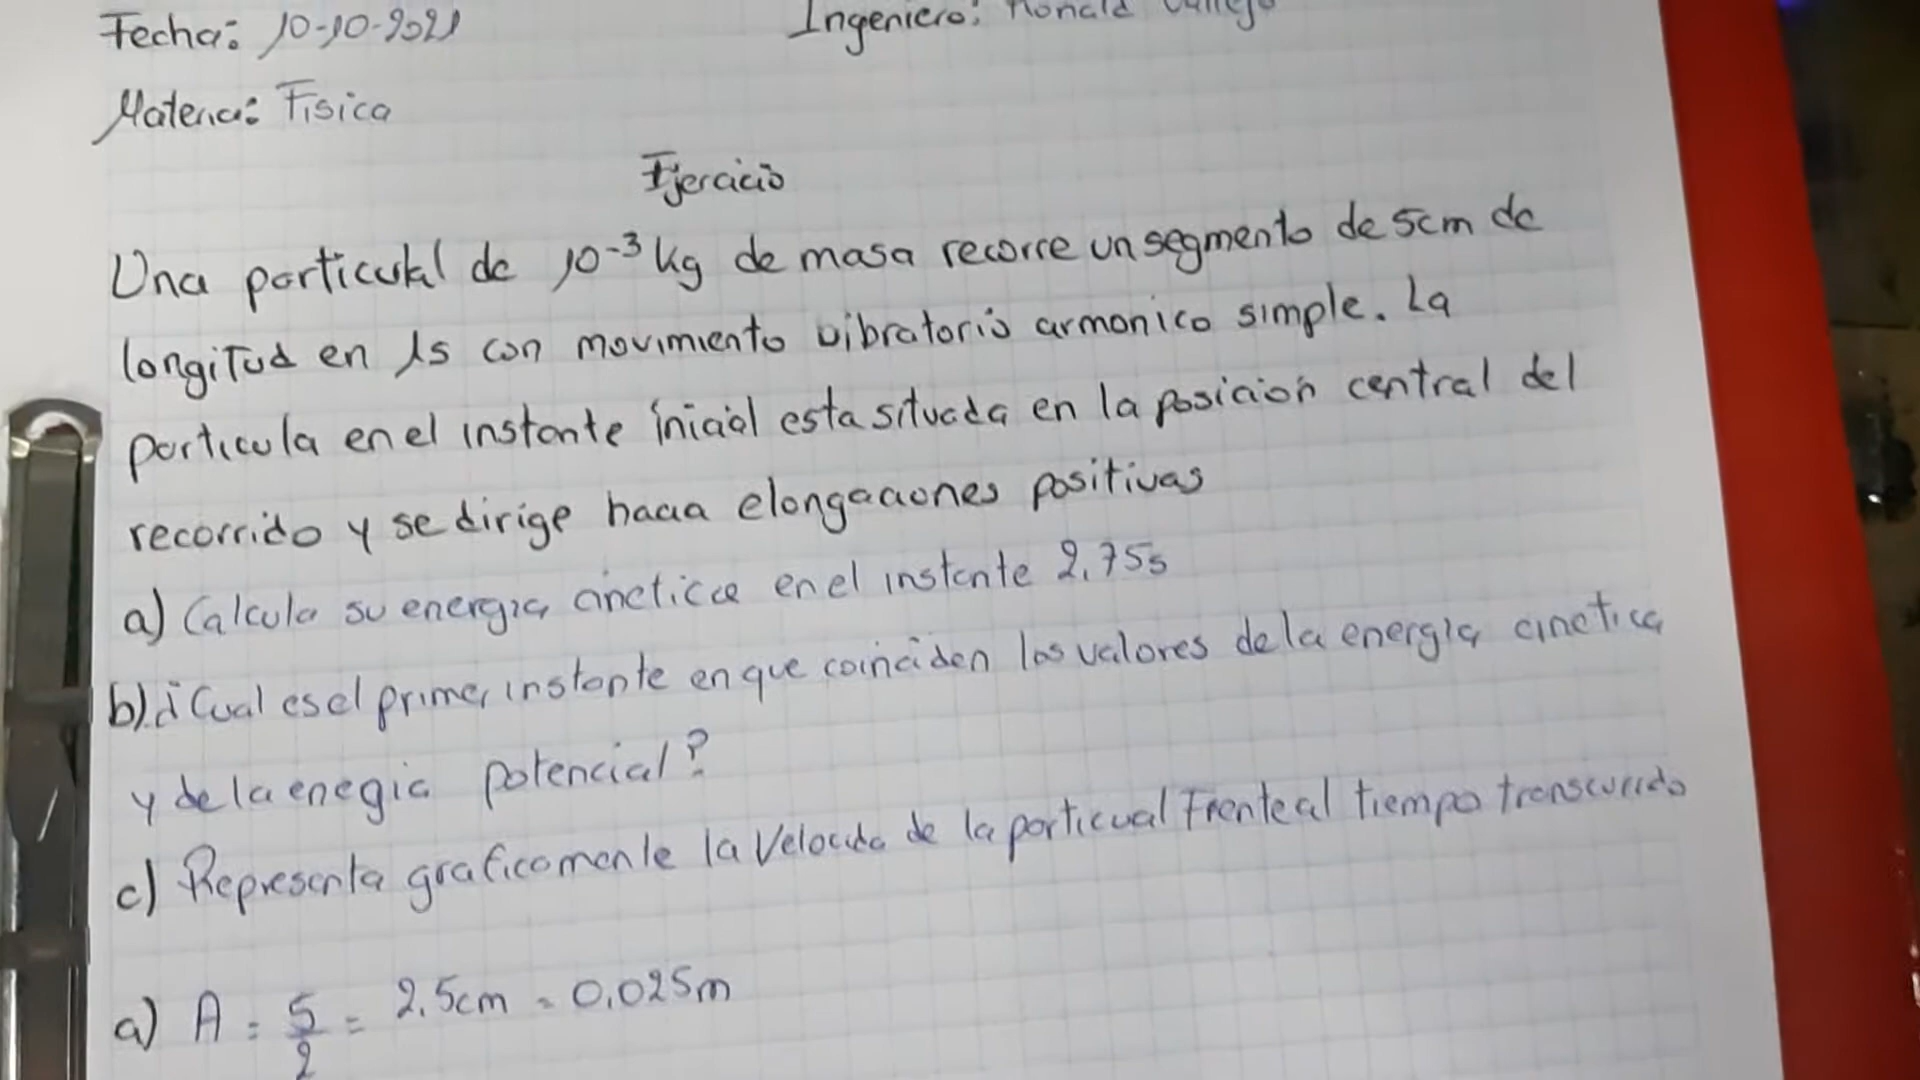 Fecha: 10-10-2021
Ingeniero: Ronald Vallejo
Materia: Fisica
Ejercicio
Una particukal de 10-³ kg de masa recorre un segmento de 5cm de
longitud en 1s con movimiento vibratorio armonico simple. La
particula en el instante inicial esta situada en la posicion central del
recorrido y se dirige hacia elongaciones positivas
a) Calcula su energia cinetica en el instante 2,75s
b) ¿Cual es el primer instante en que coinciden los valores de la energia cinetica
y de la enegia potencial?
c) Representa graficamente la Velocida de la particual Frente al tiempo transcurrido
a) A = 5/2 = 2.5cm = 0,025m